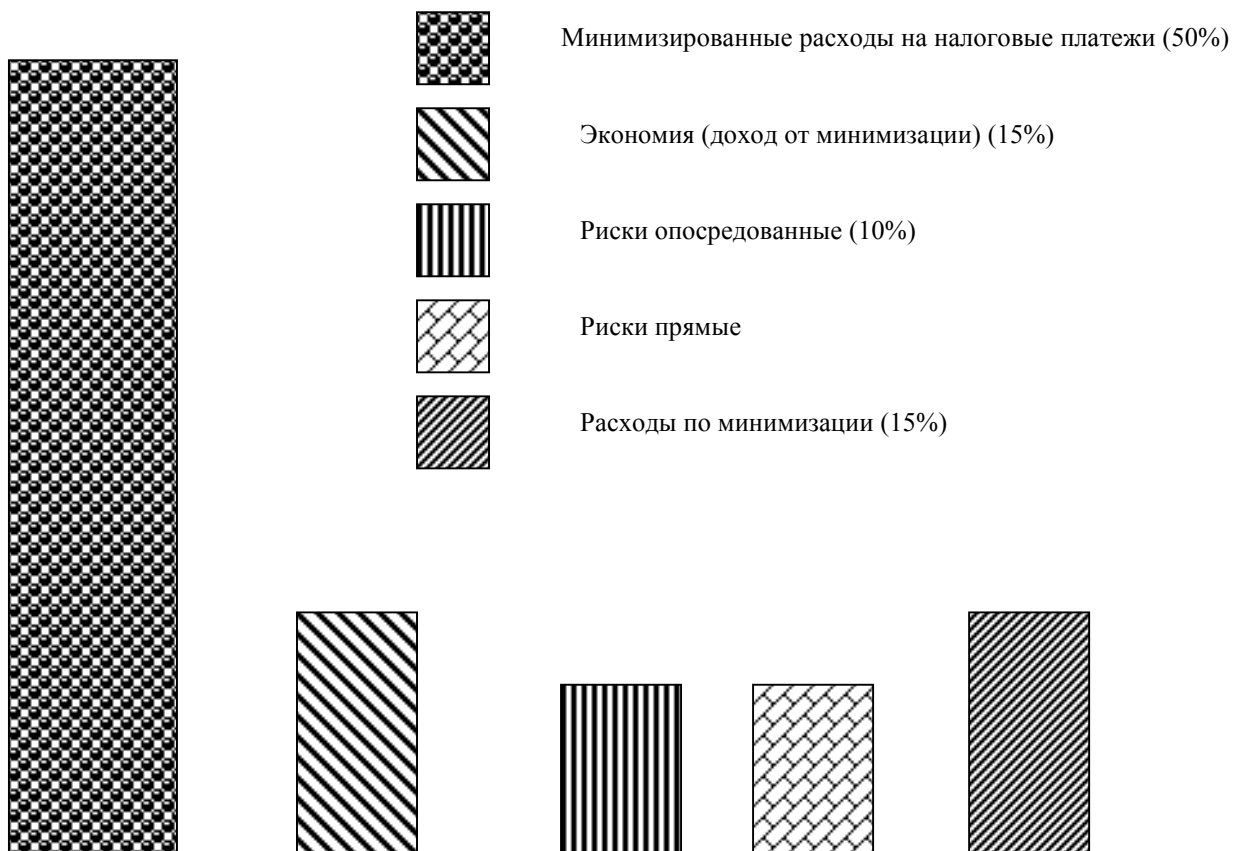 Минимизированные расходы на налоговые платежи (50%)
Экономия (доход от минимизации) (15%)
Риски опосредованные (10%)
Риски прямые
Расходы по минимизации (15%)